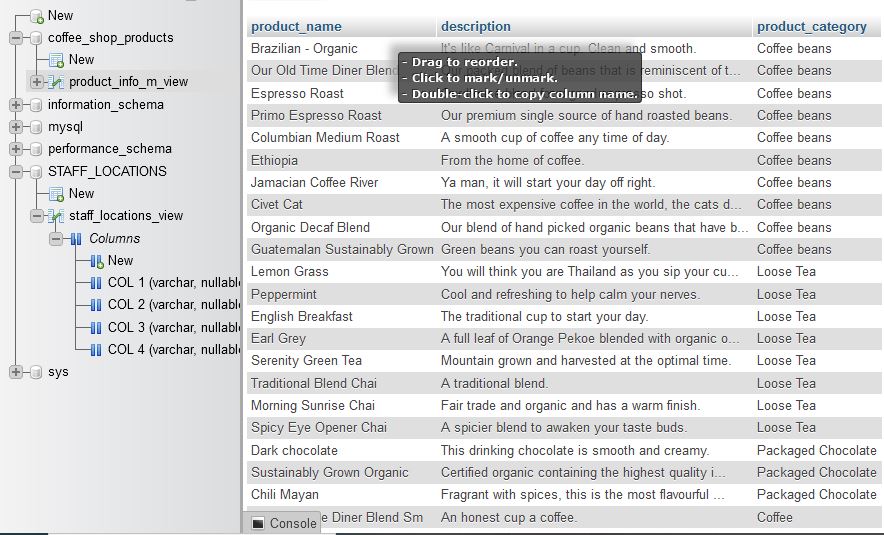 New
coffee_shop_products
New
product_info_m_view
information_schema
mysql
performance_schema
STAFF_LOCATIONS
New
staff_locations_view
Columns
New
COL 1 (varchar, nullable
COL 2 (varchar, nullable
COL 3 (varchar, nullable
COL 4 (varchar, nullable
sys
product_name description product_category
Brazilian - Organic It's like Carnival in a cup. Clean and smooth. Coffee beans
Our Old Time Diner Blend Our packed blend of beans that is reminiscent of t... Coffee beans
Espresso Roast so shot. Coffee beans
- Drag to reorder.
- Click to mark/unmark.
- Double-click to copy column name.
Primo Espresso Roast Our premium single source of hand roasted beans. Coffee beans
Columbian Medium Roast A smooth cup of coffee any time of day. Coffee beans
Ethiopia From the home of coffee. Coffee beans
Jamacian Coffee River Ya man, it will start your day off right. Coffee beans
Civet Cat The most expensive coffee in the world, the cats d... Coffee beans
Organic Decaf Blend Our blend of hand picked organic beans that have b... Coffee beans
Guatemalan Sustainably Grown Green beans you can roast yourself. Coffee beans
Lemon Grass You will think you are Thailand as you sip your cu... Loose Tea
Peppermint Cool and refreshing to help calm your nerves. Loose Tea
English Breakfast The traditional cup to start your day. Loose Tea
Earl Grey A full leaf of Orange Pekoe blended with organic o... Loose Tea
Serenity Green Tea Mountain grown and harvested at the optimal time. Loose Tea
Traditional Blend Chai A traditional blend. Loose Tea
Morning Sunrise Chai Fair trade and organic and has a warm finish. Loose Tea
Spicy Eye Opener Chai A spicier blend to awaken your taste buds. Loose Tea
Dark chocolate This drinking chocolate is smooth and creamy. Packaged Chocolate
Sustainably Grown Organic Certified organic containing the highest quality i... Packaged Chocolate
Chili Mayan Fragrant with spices, this is the most flavourful ... Packaged Chocolate
e Diner Blend Sm An honest cup a coffee. Coffee
Console